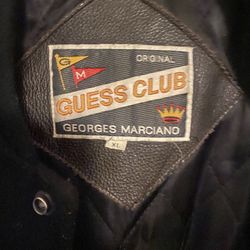 G
M
ORIGINAL
GUESS CLUB
GEORGES MARCIANO
XL